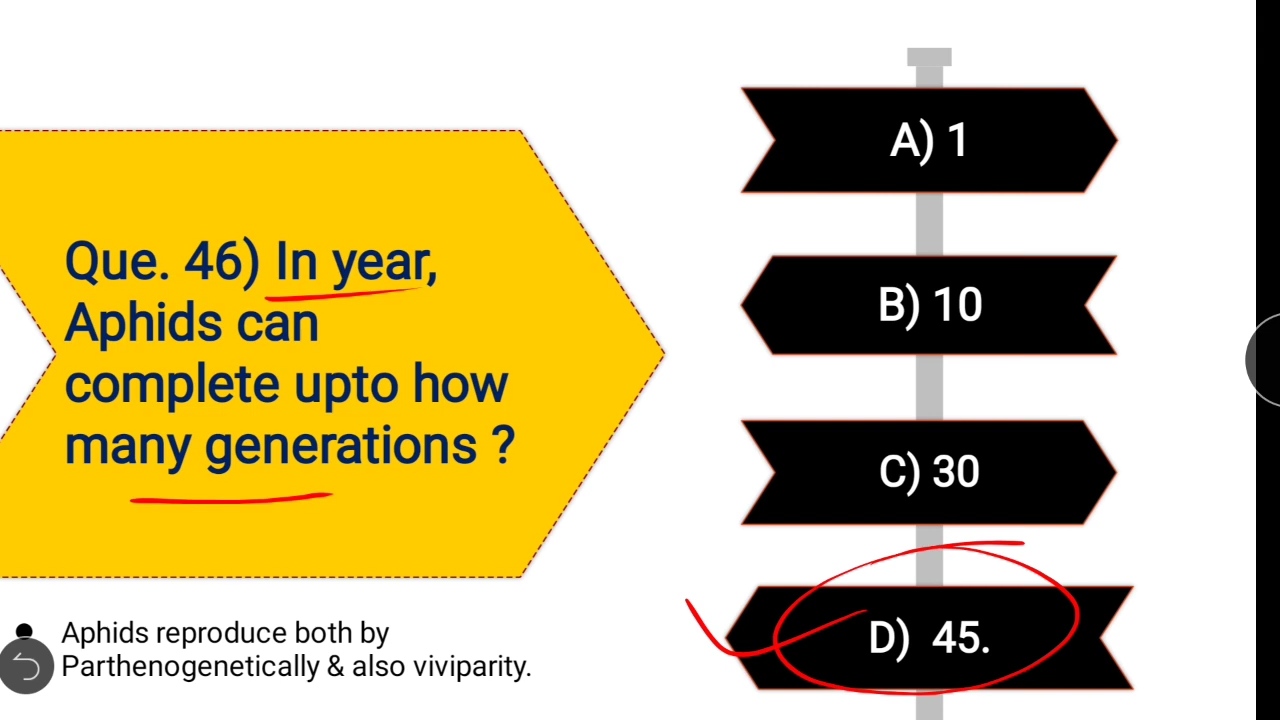 Que. 46) In year,
Aphids can
complete upto how
many generations ?
A) 1
B) 10
C) 30
D) 45.
Aphids reproduce both by
Parthenogenetically & also viviparity.